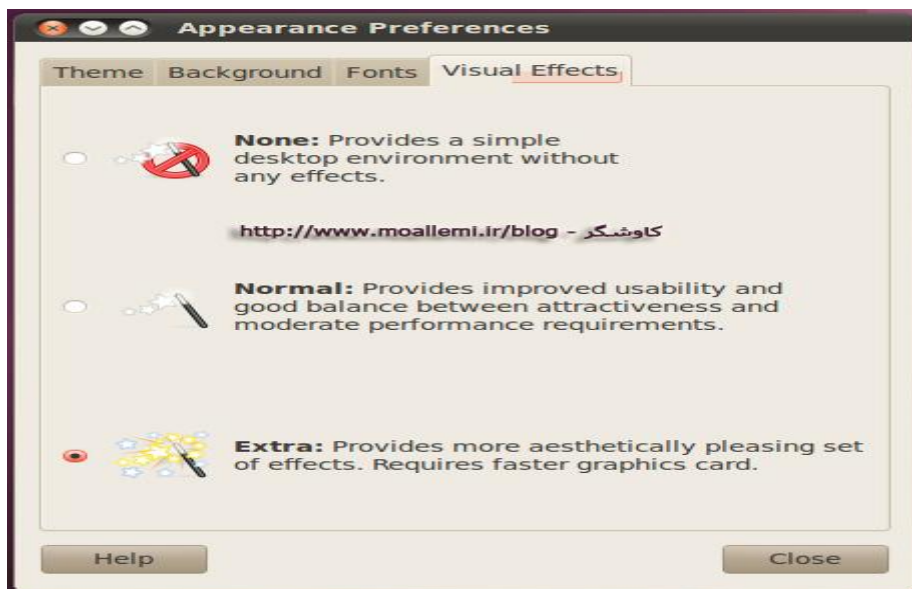 Appearance Preferences
Theme Background Fonts Visual Effects
None: Provides a simple
desktop environment without
any effects.
http://www.moallemi.ir/blog - کاوشگر
Normal: Provides improved usability and
good balance between attractiveness and
moderate performance requirements.
Extra: Provides more aesthetically pleasing set
of effects. Requires faster graphics card.
Help Close